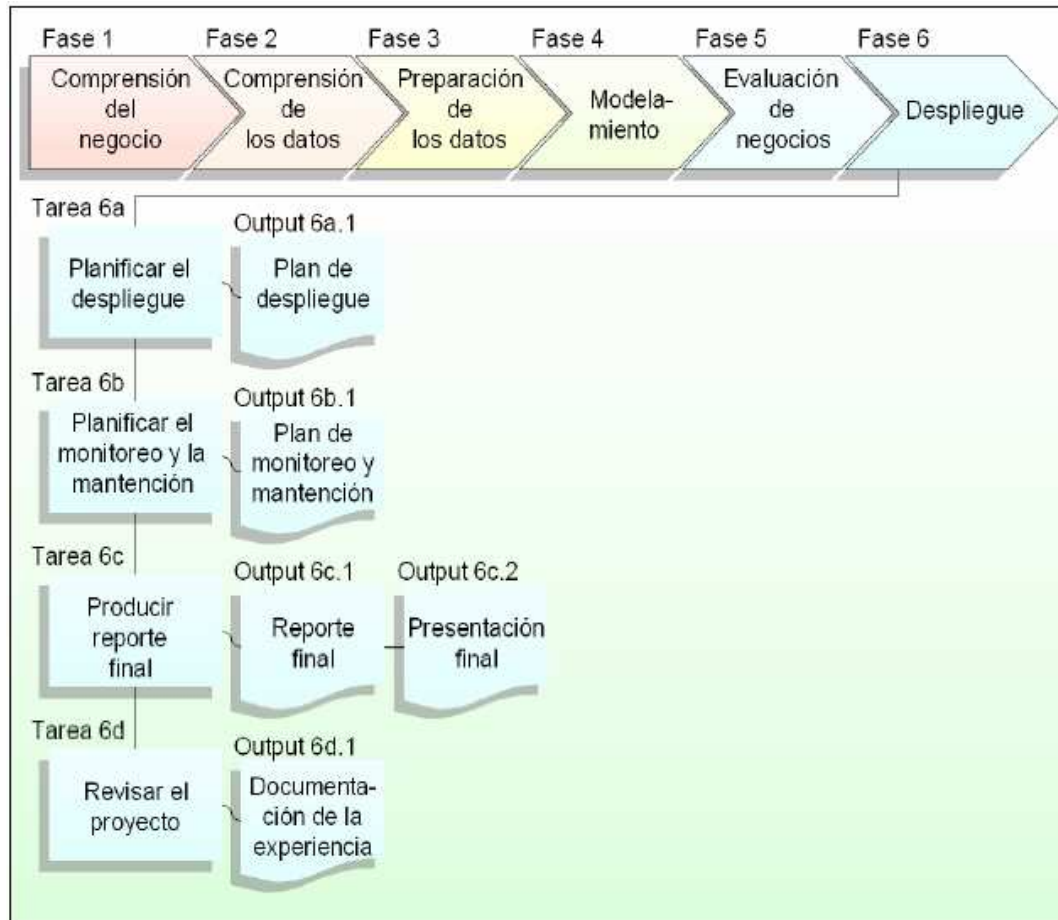 Fase 1
Fase 2
Fase 3
Fase 4
Fase 5
Fase 6
Comprensión
del
negocio
Comprensión
de
los datos
Preparación
de
los datos
Modela-
miento
Evaluación
de
negocios
Despliegue
Tarea 6a
Planificar el
despliegue
Output 6a.1
Plan de
despliegue
Tarea 6b
Planificar el
monitoreo y la
mantención
Output 6b.1
Plan de
monitoreo y
mantención
Tarea 6c
Producir
reporte
final
Output 6c.1
Reporte
final
Output 6c.2
Presentación
final
Tarea 6d
Revisar el
proyecto
Output 6d.1
Documenta-
ción de la
experiencia